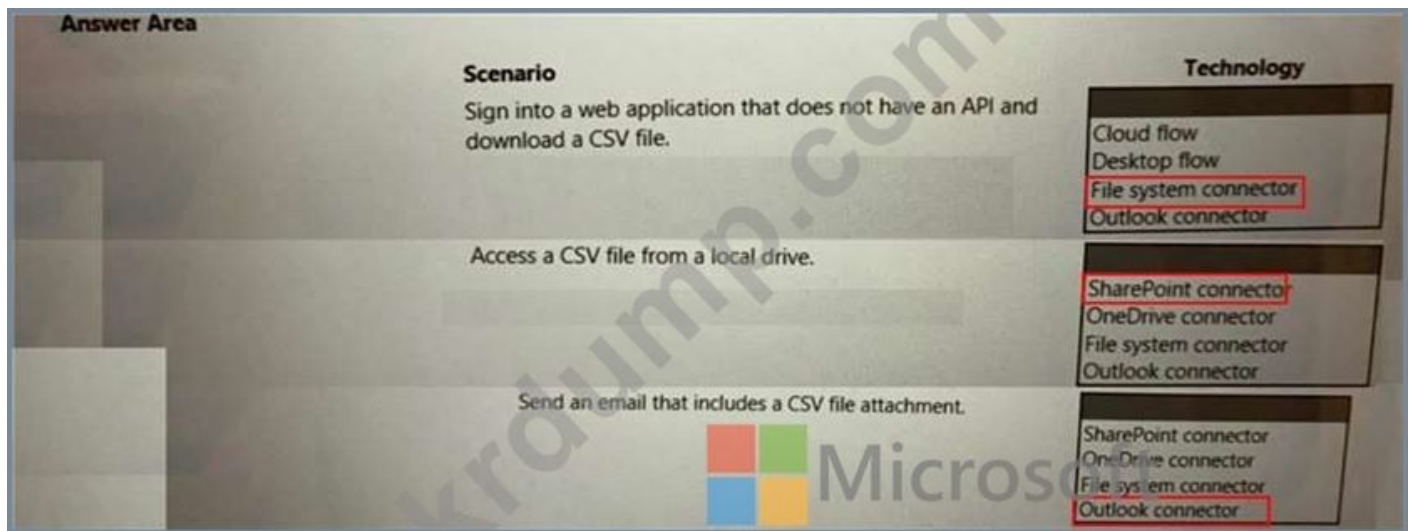 Answer Area
Scenario
Technology
Sign into a web application that does not have an API and
download a CSV file.
Cloud flow
Desktop flow
File system connector
Outlook connector
Access a CSV file from a local drive.
SharePoint connector
OneDrive connector
File system connector
Outlook connector
Send an email that includes a CSV file attachment.
SharePoint connector
OneDrive connector
File system connector
Outlook connector
Microsoft
krdump.com